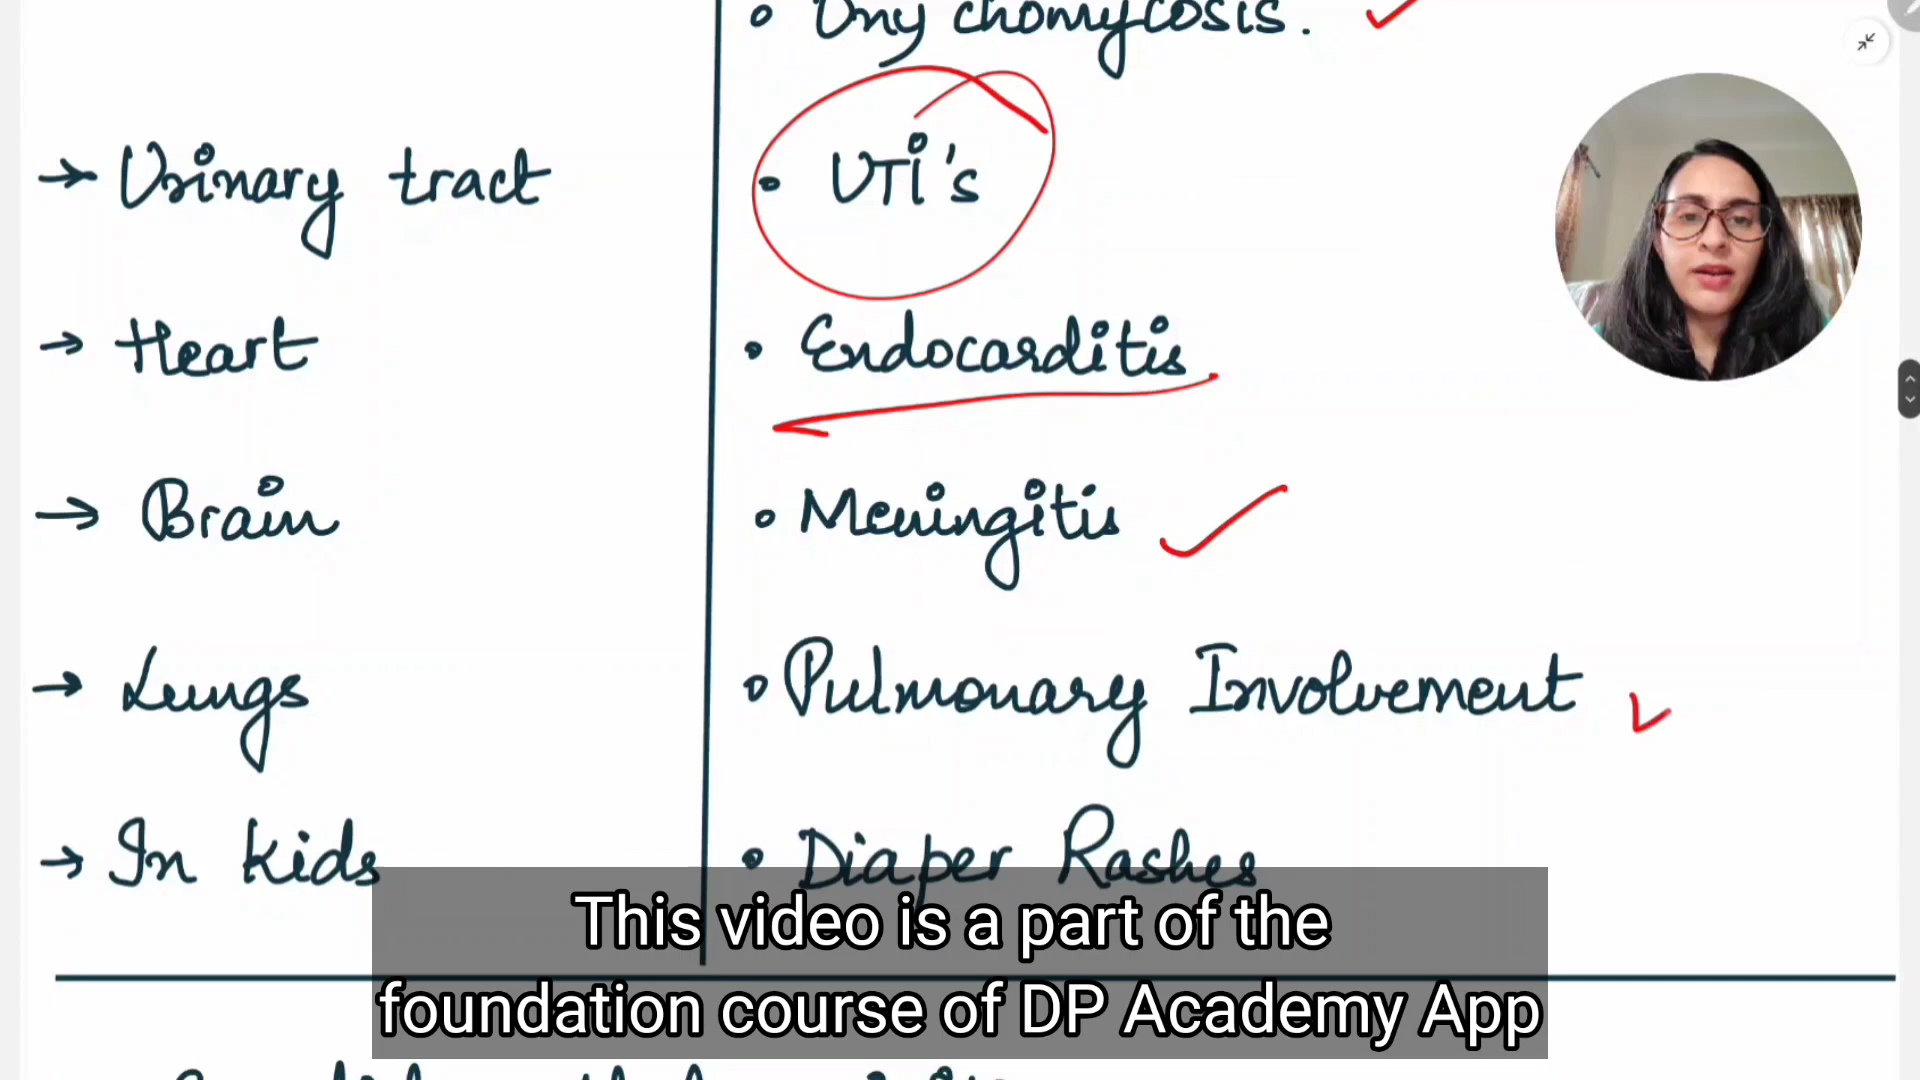 • Onychomycosis.
→ Urinary tract • UTI's
→ Heart • Endocarditis
→ Brain • Meningitis
→ Lungs • Pulmonary Involvement
→ In kids • Diaper Rashes
This video is a part of the
foundation course of DP Academy App